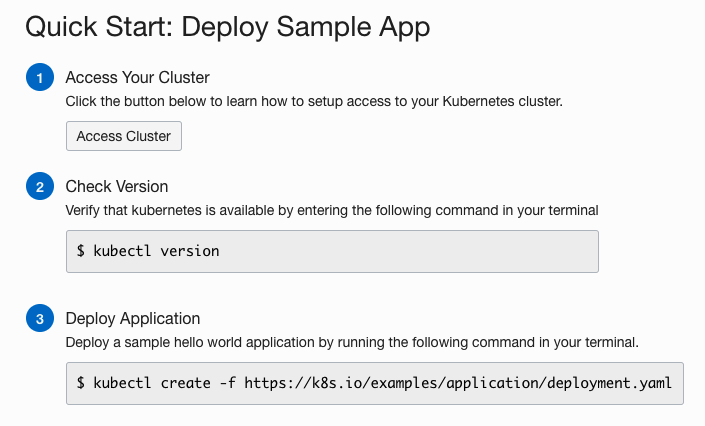 Quick Start: Deploy Sample App
1 Access Your Cluster
Click the button below to learn how to setup access to your Kubernetes cluster.
Access Cluster
2 Check Version
Verify that kubernetes is available by entering the following command in your terminal
$ kubectl version
3 Deploy Application
Deploy a sample hello world application by running the following command in your terminal.
$ kubectl create -f https://k8s.io/examples/application/deployment.yaml